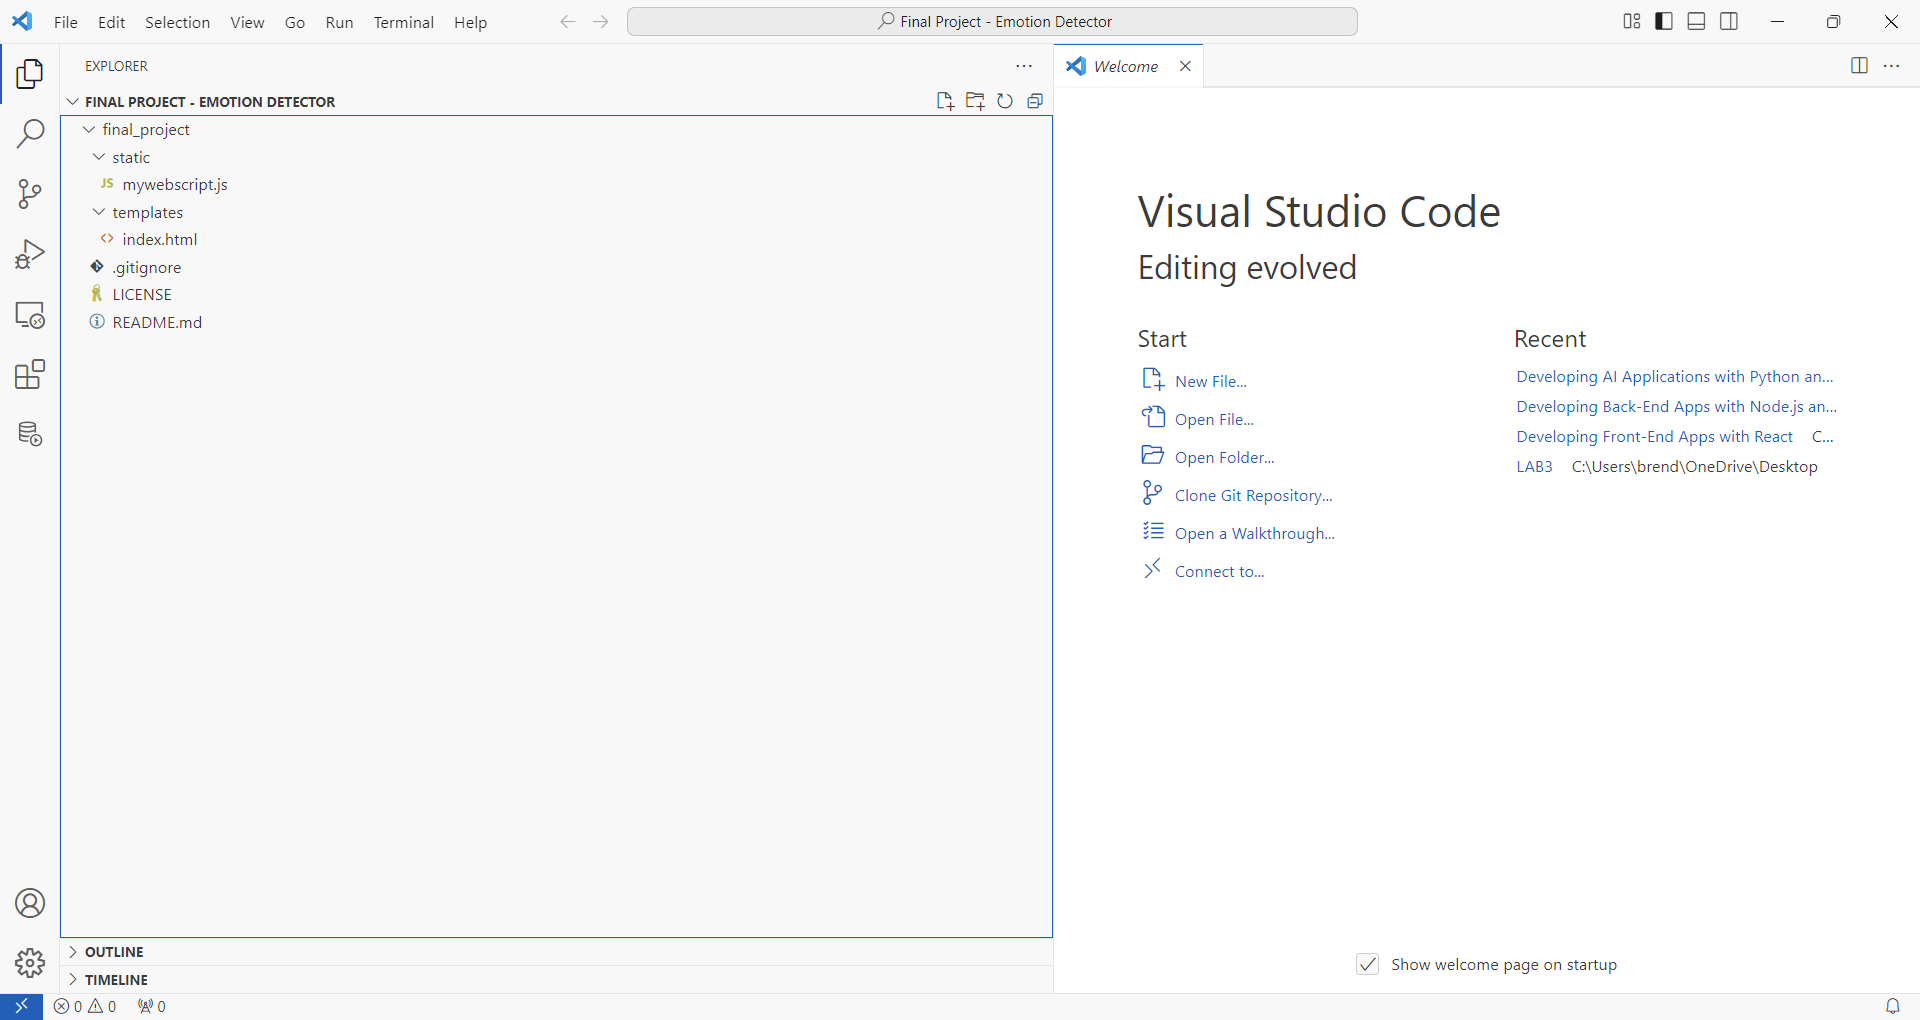 File Edit Selection View Go Run Terminal Help
Final Project - Emotion Detector
EXPLORER
FINAL PROJECT - EMOTION DETECTOR
final_project
static
JS mywebscript.js
templates
index.html
.gitignore
LICENSE
README.md
OUTLINE
TIMELINE
Welcome
Visual Studio Code
Editing evolved
Start
New File...
Open File...
Open Folder...
Clone Git Repository...
Open a Walkthrough...
Connect to...
Recent
Developing AI Applications with Python an...
Developing Back-End Apps with Node.js an...
Developing Front-End Apps with React C...
LAB3 C:\Users\brend\OneDrive\Desktop
Show welcome page on startup
0 0 0